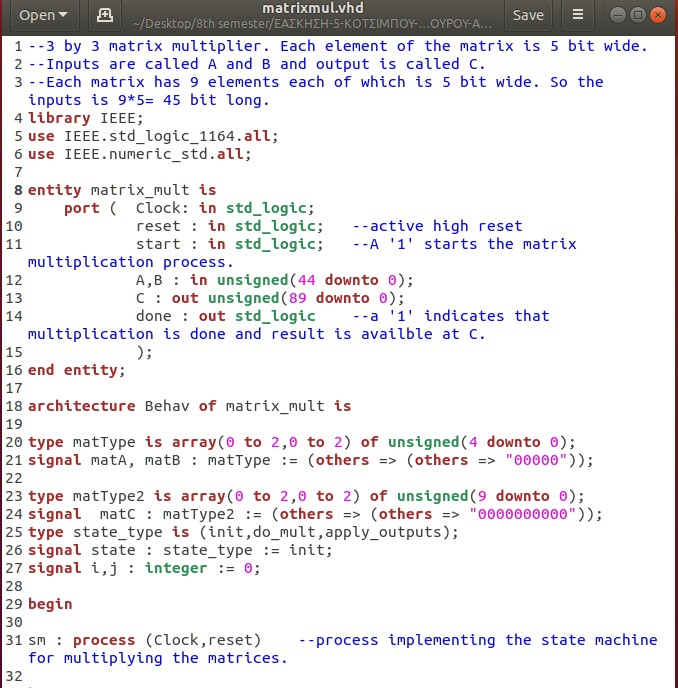 Open
matrixmul.vhd
~/Desktop/8th semester/ΕΑΣΚΗΣΗ-5-ΚΟΤΣΙΜΠΟΥ-...ΟΥΡΟΥ-Α...
Save
1 --3 by 3 matrix multiplier. Each element of the matrix is 5 bit wide.
2 --Inputs are called A and B and output is called C.
3 --Each matrix has 9 elements each of which is 5 bit wide. So the
inputs is 9*5= 45 bit long.
4 library IEEE;
5 use IEEE.std_logic_1164.all;
6 use IEEE.numeric_std.all;
7
8 entity matrix_mult is
9     port (  Clock: in std_logic;
10             reset : in std_logic;   --active high reset
11             start : in std_logic;   --A '1' starts the matrix
multiplication process.
12             A,B : in unsigned(44 downto 0);
13             C : out unsigned(89 downto 0);
14             done : out std_logic    --a '1' indicates that
multiplication is done and result is availble at C.
15             );
16 end entity;
17
18 architecture Behav of matrix_mult is
19
20 type matType is array(0 to 2,0 to 2) of unsigned(4 downto 0);
21 signal matA, matB : matType := (others => (others => "00000"));
22
23 type matType2 is array(0 to 2,0 to 2) of unsigned(9 downto 0);
24 signal  matC : matType2 := (others => (others => "0000000000"));
25 type state_type is (init,do_mult,apply_outputs);
26 signal state : state_type := init;
27 signal i,j : integer := 0;
28
29 begin
30
31 sm : process (Clock,reset)    --process implementing the state machine
for multiplying the matrices.
32